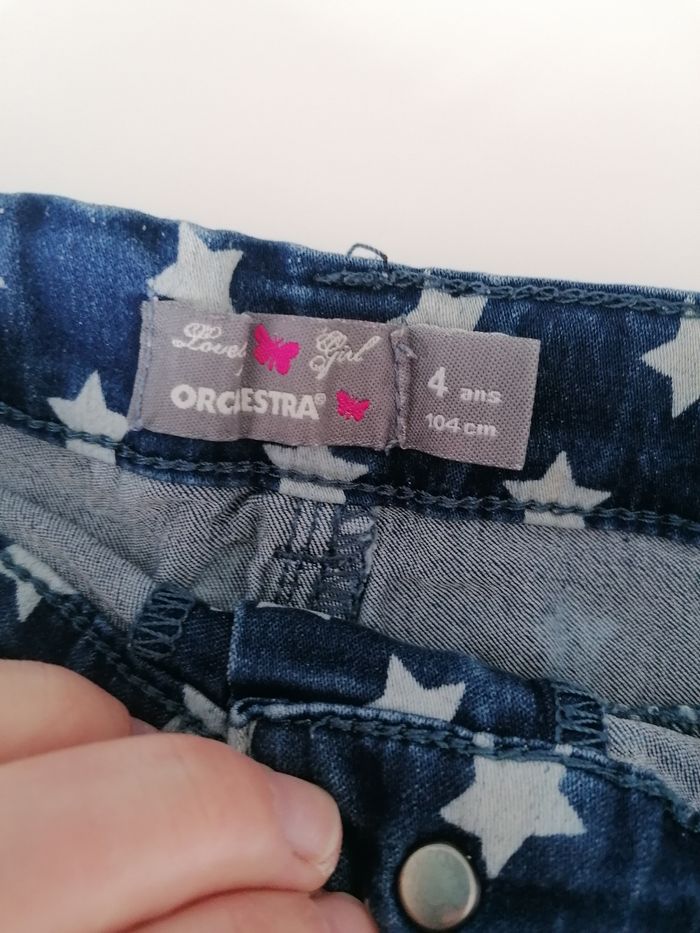 Lovely Girl
ORCHESTRA®
4 ans
104 cm